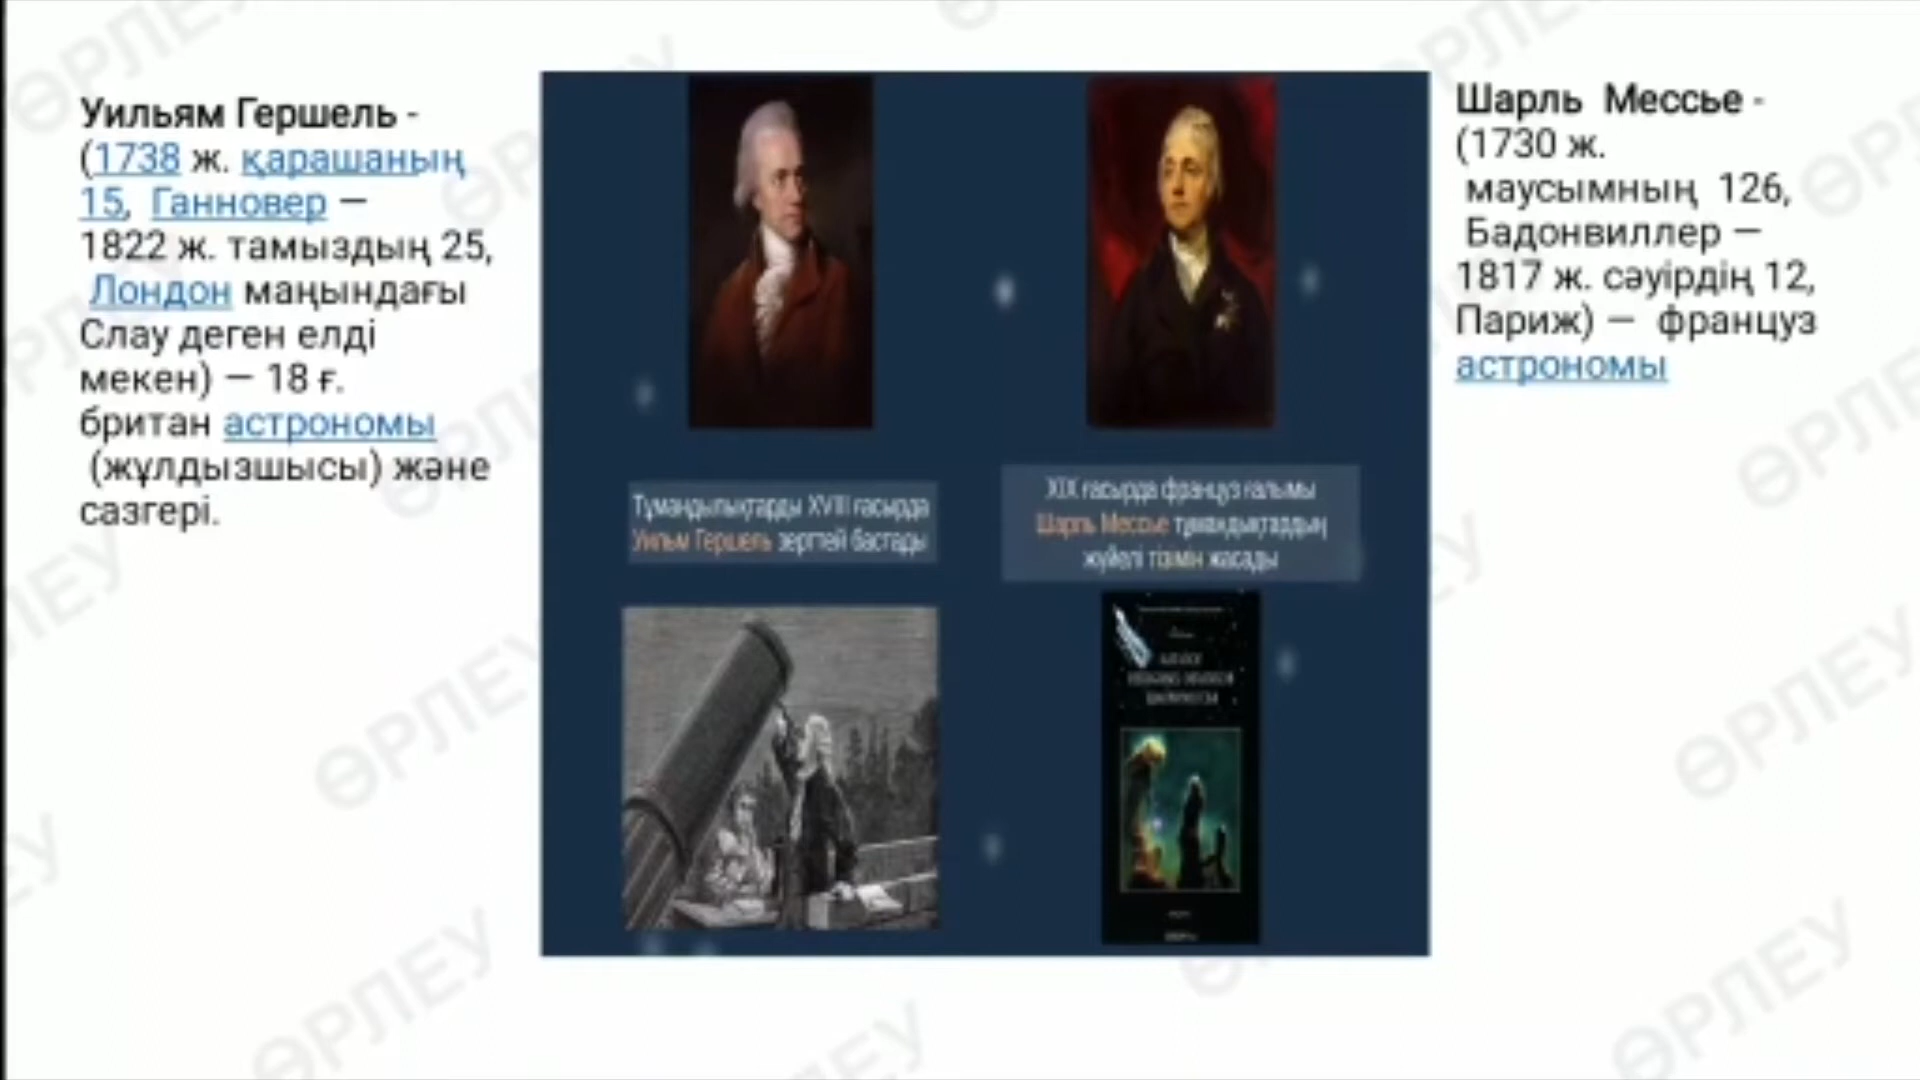 Уильям Гершель -
(1738 ж. қарашаның
15, Ганновер —
1822 ж. тамыздың 25,
Лондон маңындағы
Слау деген елді
мекен) — 18 ғ.
британ астрономы
(жұлдызшысы) және
сазгері.
Тұмандылықтарды XVIII ғасырда
Уильм Гершель зерттей бастады
XIX ғасырда француз ғалымы
Шарль Мессье тұмандықтардың
жүйелі тізімін жасады
Шарль Мессье -
(1730 ж.
маусымның 126,
Бадонвиллер —
1817 ж. сәуірдің 12,
Париж) — француз
астрономы
ӨРЛЕУ